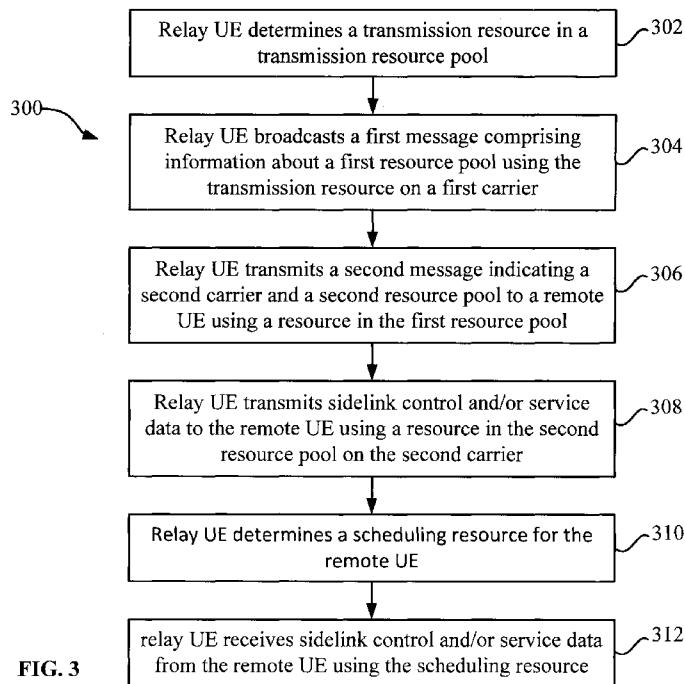 Relay UE determines a transmission resource in a
transmission resource pool
302
300
Relay UE broadcasts a first message comprising
information about a first resource pool using the
transmission resource on a first carrier
304
Relay UE transmits a second message indicating a
second carrier and a second resource pool to a remote
UE using a resource in the first resource pool
306
Relay UE transmits sidelink control and/or service
data to the remote UE using a resource in the second
resource pool on the second carrier
308
Relay UE determines a scheduling resource for the
remote UE
310
relay UE receives sidelink control and/or service data
from the remote UE using the scheduling resource
312
FIG. 3